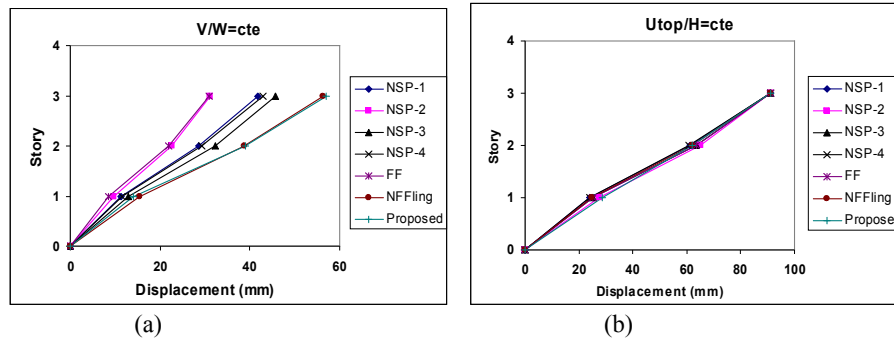 V/W=cte
4
3
2
1
0
Story
0 20 40 60
Displacement (mm)
NSP-1
NSP-2
NSP-3
NSP-4
FF
NFFling
Proposed
(a)
Utop/H=cte
4
3
2
1
0
Story
0 20 40 60 80 100
Displacement (mm)
NSP-1
NSP-2
NSP-3
NSP-4
FF
NFFling
Propose
(b)